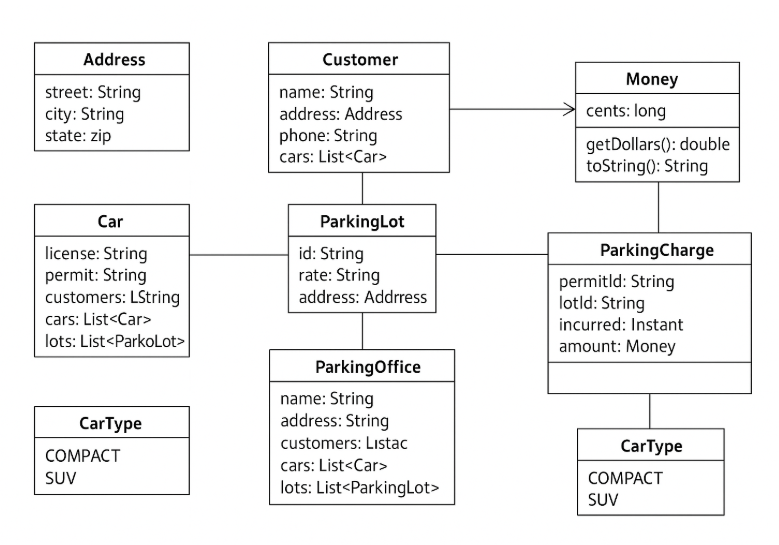 Address
street: String
city: String
state: zip
Customer
name: String
address: Address
phone: String
cars: List<Car>
Money
cents: long
getDollars(): double
toString(): String
Car
license: String
permit: String
customers: LString
cars: List<Car>
lots: List<ParkoLot>
ParkingLot
id: String
rate: String
address: Addrress
ParkingCharge
permitId: String
lotId: String
incurred: Instant
amount: Money
ParkingOffice
name: String
address: String
customers: Lıstac
cars: List<Car>
lots: List<ParkingLot>
CarType
COMPACT
SUV
CarType
COMPACT
SUV